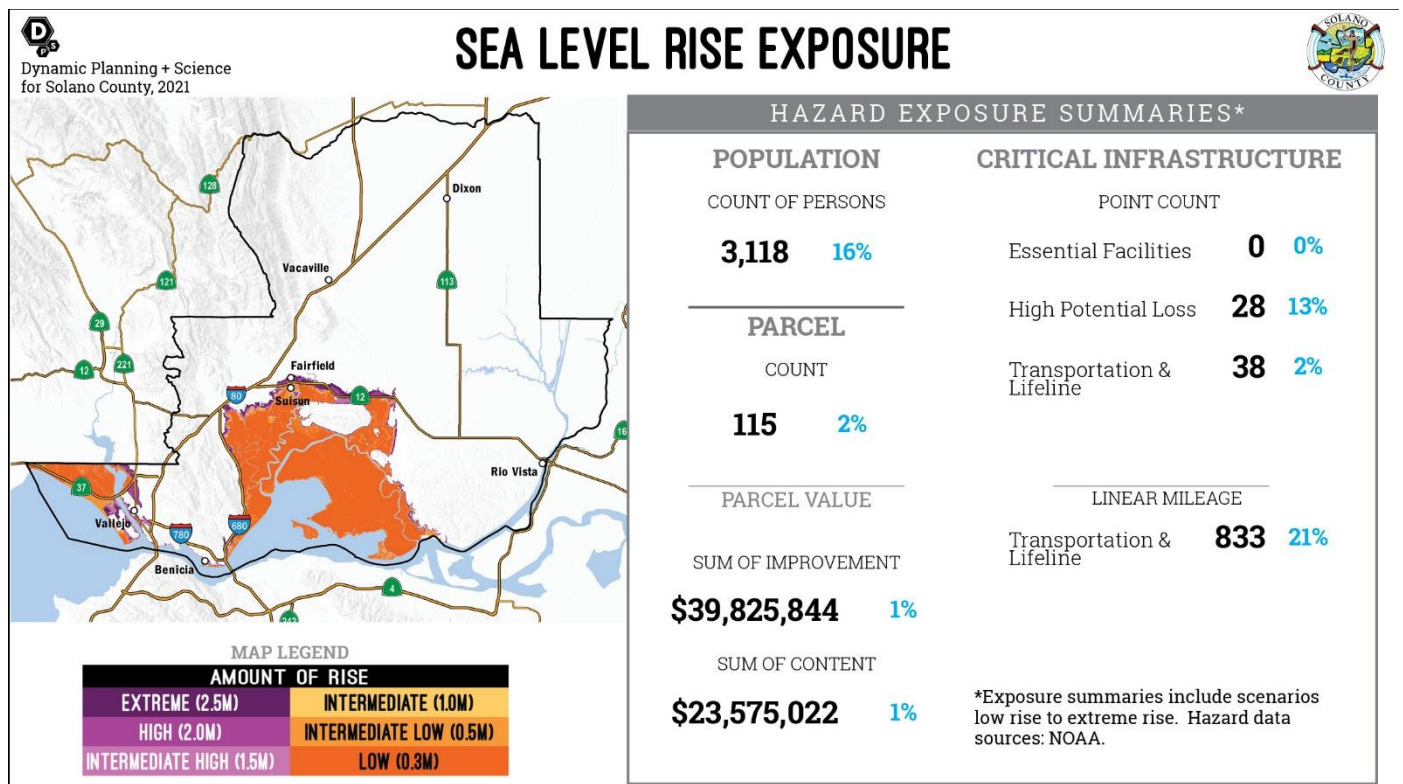 D
P S
Dynamic Planning + Science
for Solano County, 2021
SEA LEVEL RISE EXPOSURE
SOLANO
COUNTY
128
Dixon
Vacaville
121
113
29
12
221
Fairfield
80
Suisun
12
Rio Vista
37
Vallejo
780
680
Benicia
4
MAP LEGEND
AMOUNT OF RISE
EXTREME (2.5M)
INTERMEDIATE (1.0M)
HIGH (2.0M)
INTERMEDIATE LOW (0.5M)
INTERMEDIATE HIGH (1.5M)
LOW (0.3M)
HAZARD EXPOSURE SUMMARIES*
POPULATION
COUNT OF PERSONS
3,118 16%
PARCEL
COUNT
115 2%
PARCEL VALUE
SUM OF IMPROVEMENT
$39,825,844 1%
SUM OF CONTENT
$23,575,022 1%
CRITICAL INFRASTRUCTURE
POINT COUNT
Essential Facilities 0 0%
High Potential Loss 28 13%
Transportation & 38 2%
Lifeline
LINEAR MILEAGE
Transportation & 833 21%
Lifeline
*Exposure summaries include scenarios
low rise to extreme rise. Hazard data
sources: NOAA.